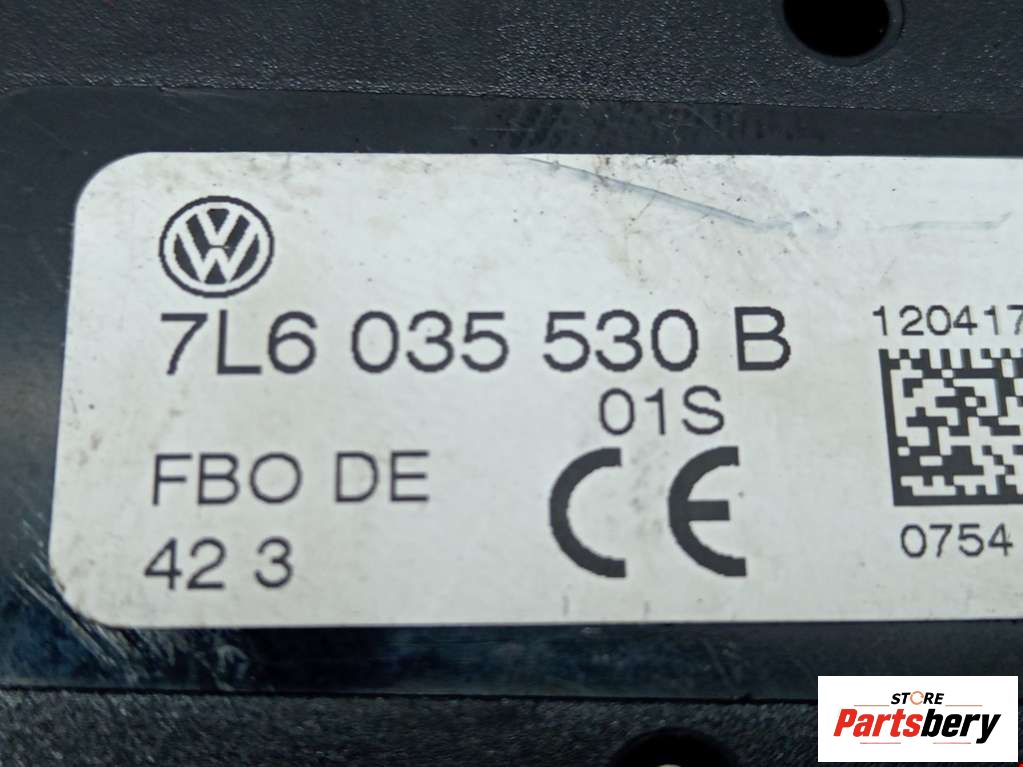 7L6 035 530 B
01S
FBO DE
42 3
CE
120417
0754
STORE
Partsbery